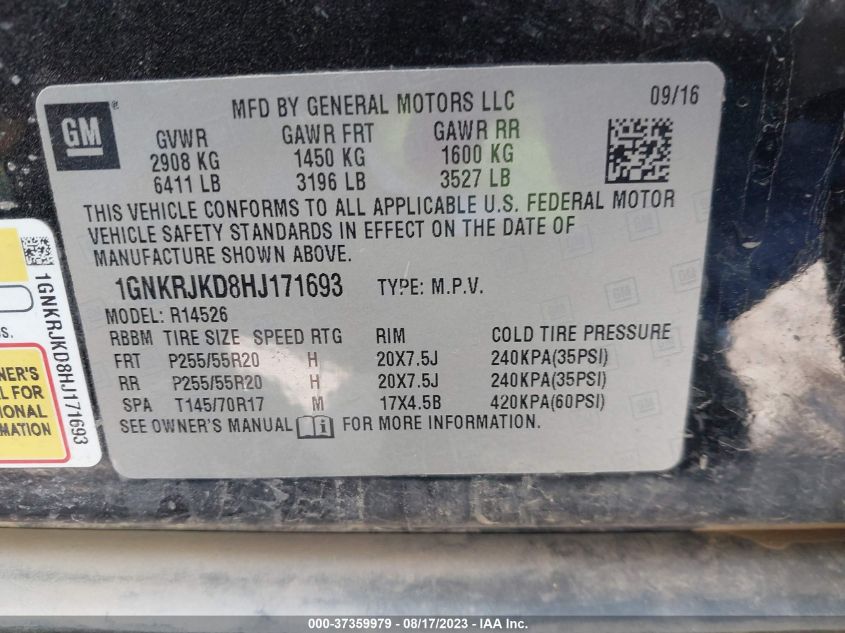 GM
®
MFD BY GENERAL MOTORS LLC
09/16
GVWR GAWR FRT GAWR RR
2908 KG 1450 KG 1600 KG
6411 LB 3196 LB 3527 LB
THIS VEHICLE CONFORMS TO ALL APPLICABLE U.S. FEDERAL MOTOR
VEHICLE SAFETY STANDARDS IN EFFECT ON THE DATE OF
MANUFACTURE SHOWN ABOVE.
1GNKRJKD8HJ171693 TYPE: M.P.V.
MODEL: R14526
RBBM TIRE SIZE SPEED RTG RIM COLD TIRE PRESSURE
FRT P255/55R20 H 20X7.5J 240KPA(35PSI)
RR P255/55R20 H 20X7.5J 240KPA(35PSI)
SPA T145/70R17 M 17X4.5B 420KPA(60PSI)
SEE OWNER'S MANUAL i FOR MORE INFORMATION.
1GNKRJKD8HJ171693
S.
NER'S
L FOR
IONAL
MATION
000-37359979 - 08/17/2023 - IAA Inc.